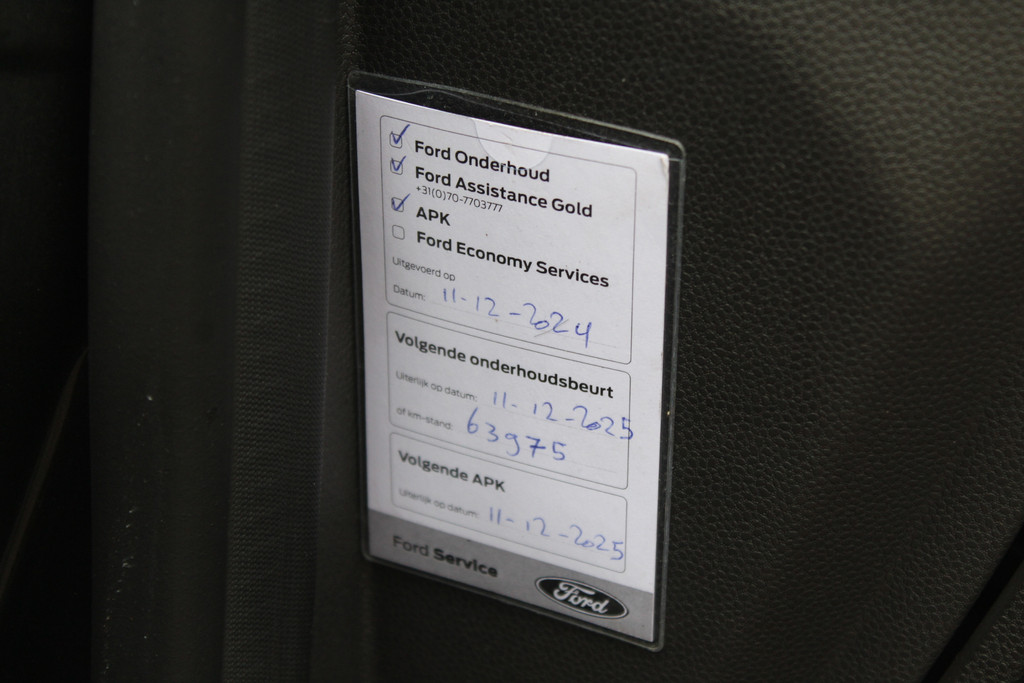 Ford Onderhoud
Ford Assistance Gold
+31(0)70-7703777
APK
Ford Economy Services
Uitgevoerd op
Datum: 11-12-2024
Volgende onderhoudsbeurt
Uiterlijk op datum: 11-12-2025
of km-stand: 63975
Volgende APK
Uiterlijk op datum: 11-12-2025
Ford Service
Ford